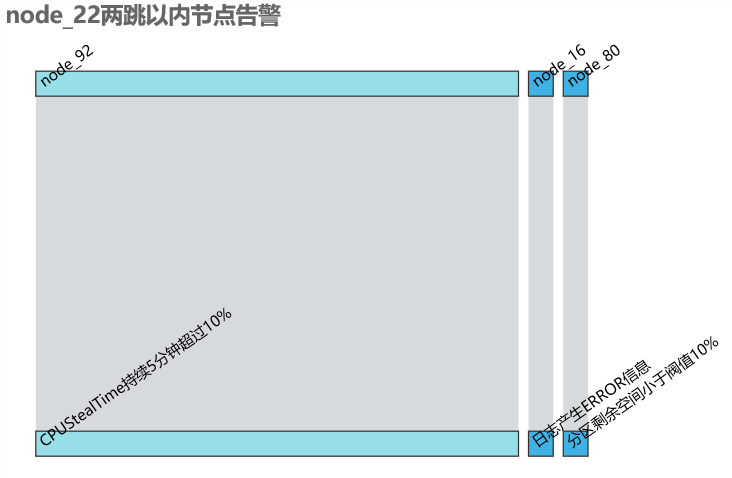 node_22两跳以内节点告警
node_92
node_16
node_80
CPUStealTime持续5分钟超过10%
日志产生ERROR信息
分区剩余空间小于阀值10%